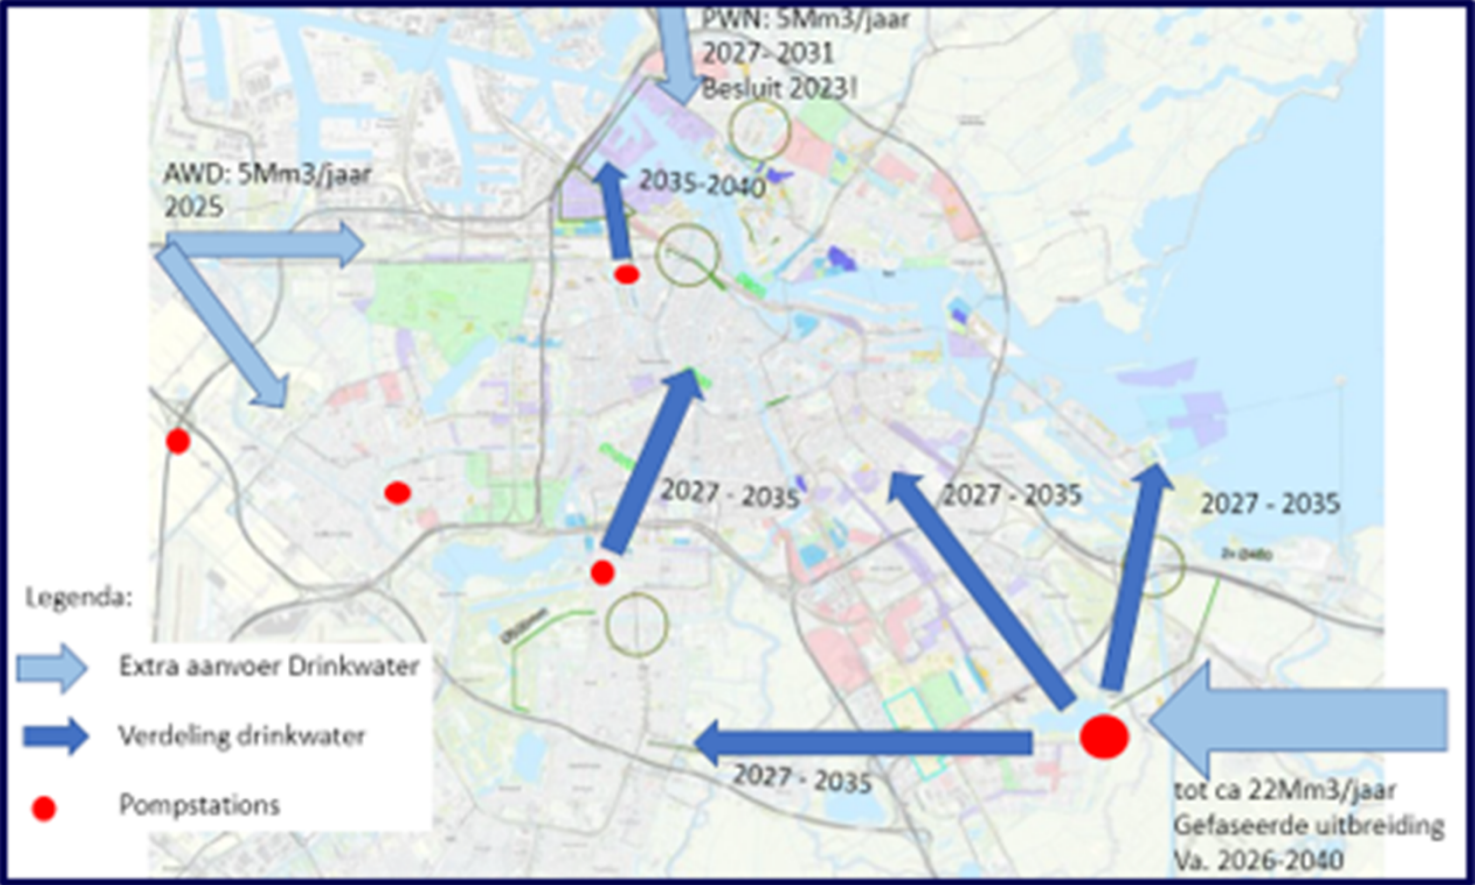 PWN: 5Mm3/jaar
2027- 2031
Besluit 2023!
AWD: 5Mm3/jaar
2025
2035-2040
2027 - 2035
2027 - 2035
2027 - 2035
2027 - 2035
Legenda:
Extra aanvoer Drinkwater
Verdeling drinkwater
Pompstations
tot ca 22Mm3/jaar
Gefaseerde uitbreiding
Va. 2026-2040